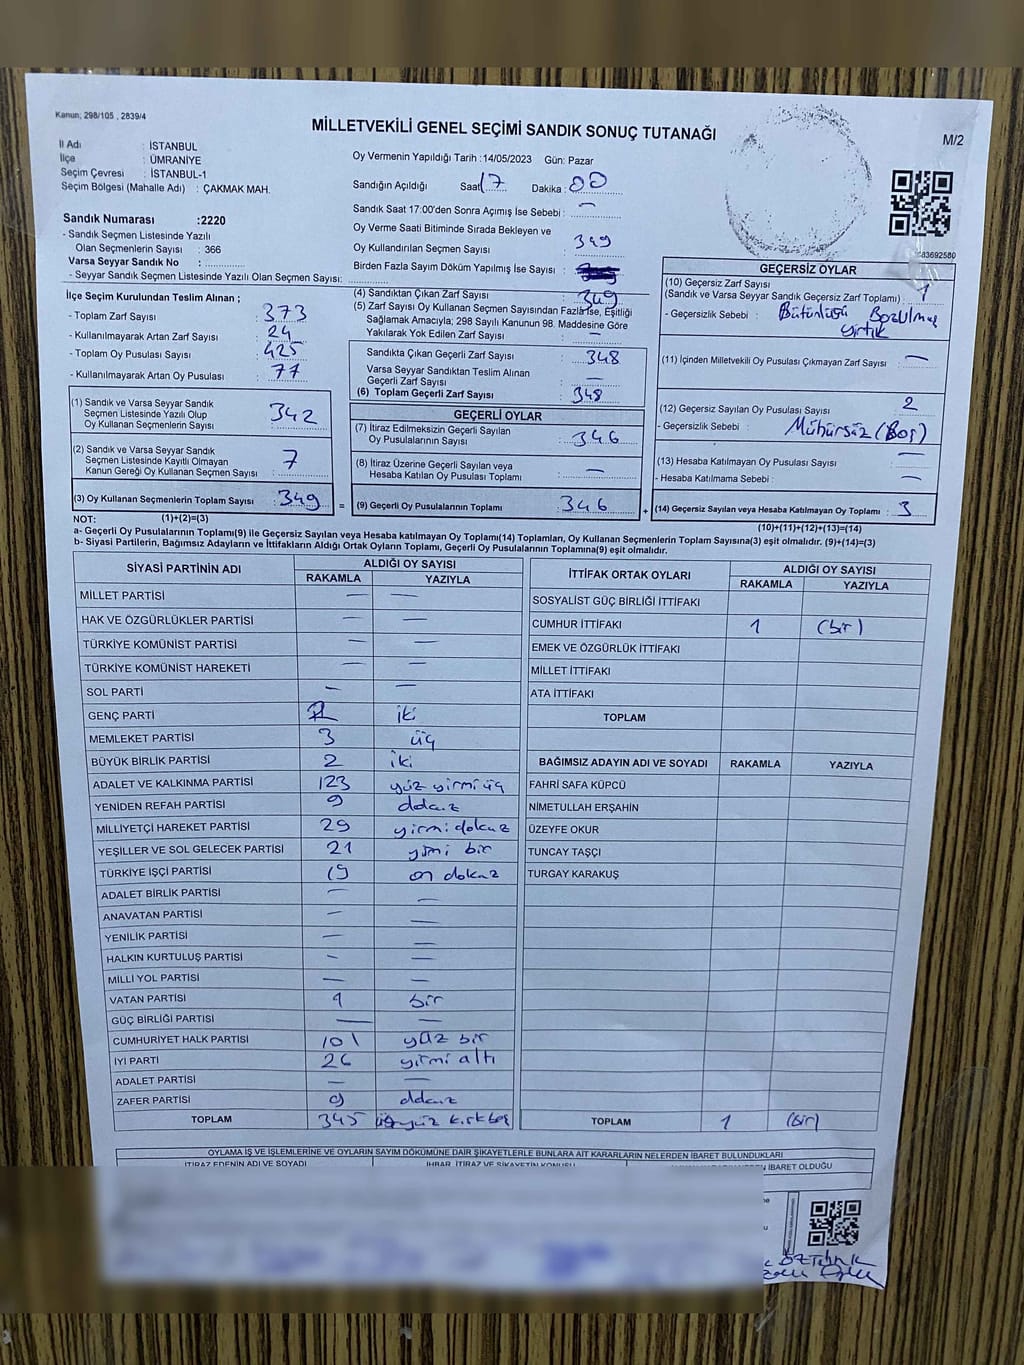 Kanun; 298/105 , 2839/4
MİLLETVEKİLİ GENEL SEÇİMİ SANDIK SONUÇ TUTANAĞI
M/2
İl Adı : İSTANBUL
İlçe : ÜMRANİYE
Seçim Çevresi : İSTANBUL-1
Seçim Bölgesi (Mahalle Adı) : ÇAKMAK MAH.
Oy Vermenin Yapıldığı Tarih :14/05/2023 Gün: Pazar
Sandığın Açıldığı Saat: 17 Dakika : 00
Sandık Saat 17:00'den Sonra Açımış İse Sebebi : —
Oy Verme Saati Bitiminde Sırada Bekleyen ve
Oy Kullandırılan Seçmen Sayısı : 349
Birden Fazla Sayım Döküm Yapılmış İse Sayısı :
Sandık Numarası :2220
- Sandık Seçmen Listesinde Yazılı
Olan Seçmenlerin Sayısı : 366
Varsa Seyyar Sandık No :
- Seyyar Sandık Seçmen Listesinde Yazılı Olan Seçmen Sayısı:
İlçe Seçim Kurulundan Teslim Alınan ;
- Toplam Zarf Sayısı : 373
- Kullanılmayarak Artan Zarf Sayısı : 24
- Toplam Oy Pusulası Sayısı : 425
- Kullanılmayarak Artan Oy Pusulası : 77
(1) Sandık ve Varsa Seyyar Sandık
Seçmen Listesinde Yazılı Olup
Oy Kullanan Seçmenlerin Sayısı : 342
(2) Sandık ve Varsa Seyyar Sandık
Seçmen Listesinde Kayıtlı Olmayan
Kanun Gereği Oy Kullanan Seçmen Sayısı : 7
(3) Oy Kullanan Seçmenlerin Toplam Sayısı : 349 =
(1)+(2)=(3)
(4) Sandıktan Çıkan Zarf Sayısı : 349
(5) Zarf Sayısı Oy Kullanan Seçmen Sayısından Fazla İse, Eşitliği
Sağlamak Amacıyla; 298 Sayılı Kanunun 98. Maddesine Göre
Yakılarak Yok Edilen Zarf Sayısı : —
Sandıkta Çıkan Geçerli Zarf Sayısı : 348
Varsa Seyyar Sandıktan Teslim Alınan
Geçerli Zarf Sayısı : —
(6) Toplam Geçerli Zarf Sayısı : 348
GEÇERLİ OYLAR
(7) İtiraz Edilmeksizin Geçerli Sayılan
Oy Pusulalarının Sayısı : 346
(8) İtiraz Üzerine Geçerli Sayılan veya
Hesaba Katılan Oy Pusulası Toplamı : —
(9) Geçerli Oy Pusulalarının Toplamı : 346 +
GEÇERSİZ OYLAR
(10) Geçersiz Zarf Sayısı
(Sandık ve Varsa Seyyar Sandık Geçersiz Zarf Toplamı) : 1
- Geçersizlik Sebebi : Bütünlüğü Bozulmuş
yırtık
(11) İçinden Milletvekili Oy Pusulası Çıkmayan Zarf Sayısı : —
(12) Geçersiz Sayılan Oy Pusulası Sayısı : 2
- Geçersizlik Sebebi : Mühürsüz (Boş)
(13) Hesaba Katılmayan Oy Pusulası Sayısı : —
- Hesaba Katılmama Sebebi : —
(14) Geçersiz Sayılan veya Hesaba Katılmayan Oy Toplamı : 3
(10)+(11)+(12)+(13)=(14)
NOT:
a- Geçerli Oy Pusulalarının Toplamı(9) ile Geçersiz Sayılan veya Hesaba katılmayan Oy Toplamı(14) Toplamları, Oy Kullanan Seçmenlerin Toplam Sayısına(3) eşit olmalıdır. (9)+(14)=(3)
b- Siyasi Partilerin, Bağımsız Adayların ve İttifakların Aldığı Ortak Oyların Toplamı, Geçerli Oy Pusulalarının Toplamına(9) eşit olmalıdır.
SİYASİ PARTİNİN ADI ALDIĞI OY SAYISI
RAKAMLA YAZIYLA
MİLLET PARTİSİ — —
HAK VE ÖZGÜRLÜKLER PARTİSİ — —
TÜRKİYE KOMÜNİST PARTİSİ — —
TÜRKİYE KOMÜNİST HAREKETİ — —
SOL PARTİ — —
GENÇ PARTİ 2 iki
MEMLEKET PARTİSİ 3 üç
BÜYÜK BİRLİK PARTİSİ 2 iki
ADALET VE KALKINMA PARTİSİ 123 yüz yirmi üç
YENİDEN REFAH PARTİSİ 9 dokuz
MİLLİYETÇİ HAREKET PARTİSİ 29 yirmi dokuz
YEŞİLLER VE SOL GELECEK PARTİSİ 21 yirmi bir
TÜRKİYE İŞÇİ PARTİSİ 19 on dokuz
ADALET BİRLİK PARTİSİ — —
ANAVATAN PARTİSİ — —
YENİLİK PARTİSİ — —
HALKIN KURTULUŞ PARTİSİ — —
MİLLİ YOL PARTİSİ — —
VATAN PARTİSİ 1 bir
GÜÇ BİRLİĞİ PARTİSİ — —
CUMHURİYET HALK PARTİSİ 101 yüz bir
İYİ PARTİ 26 yirmi altı
ADALET PARTİSİ — —
ZAFER PARTİSİ 9 dokuz
TOPLAM 345 üçyüz kırkbeş
İTTİFAK ORTAK OYLARI ALDIĞI OY SAYISI
RAKAMLA YAZIYLA
SOSYALİST GÜÇ BİRLİĞİ İTTİFAKI
CUMHUR İTTİFAKI 1 (bir)
EMEK VE ÖZGÜRLÜK İTTİFAKI
MİLLET İTTİFAKI
ATA İTTİFAKI
TOPLAM
BAĞIMSIZ ADAYIN ADI VE SOYADI RAKAMLA YAZIYLA
FAHRİ SAFA KÜPCÜ
NİMETULLAH ERŞAHİN
ÜZEYFE OKUR
TUNCAY TAŞÇI
TURGAY KARAKUŞ
TOPLAM 1 (bir)
OYLAMA İŞ VE İŞLEMLERİNE VE OYLARIN SAYIM DÖKÜMÜNE DAİR ŞİKAYETLERLE BUNLARA AİT KARARLARIN NELERDEN İBARET BULUNDUKLARI
İTİRAZ EDENİN ADI VE SOYADI İHBAR, İTİRAZ VE ŞİKAYETİN KONUSU İBARET OLDUĞU